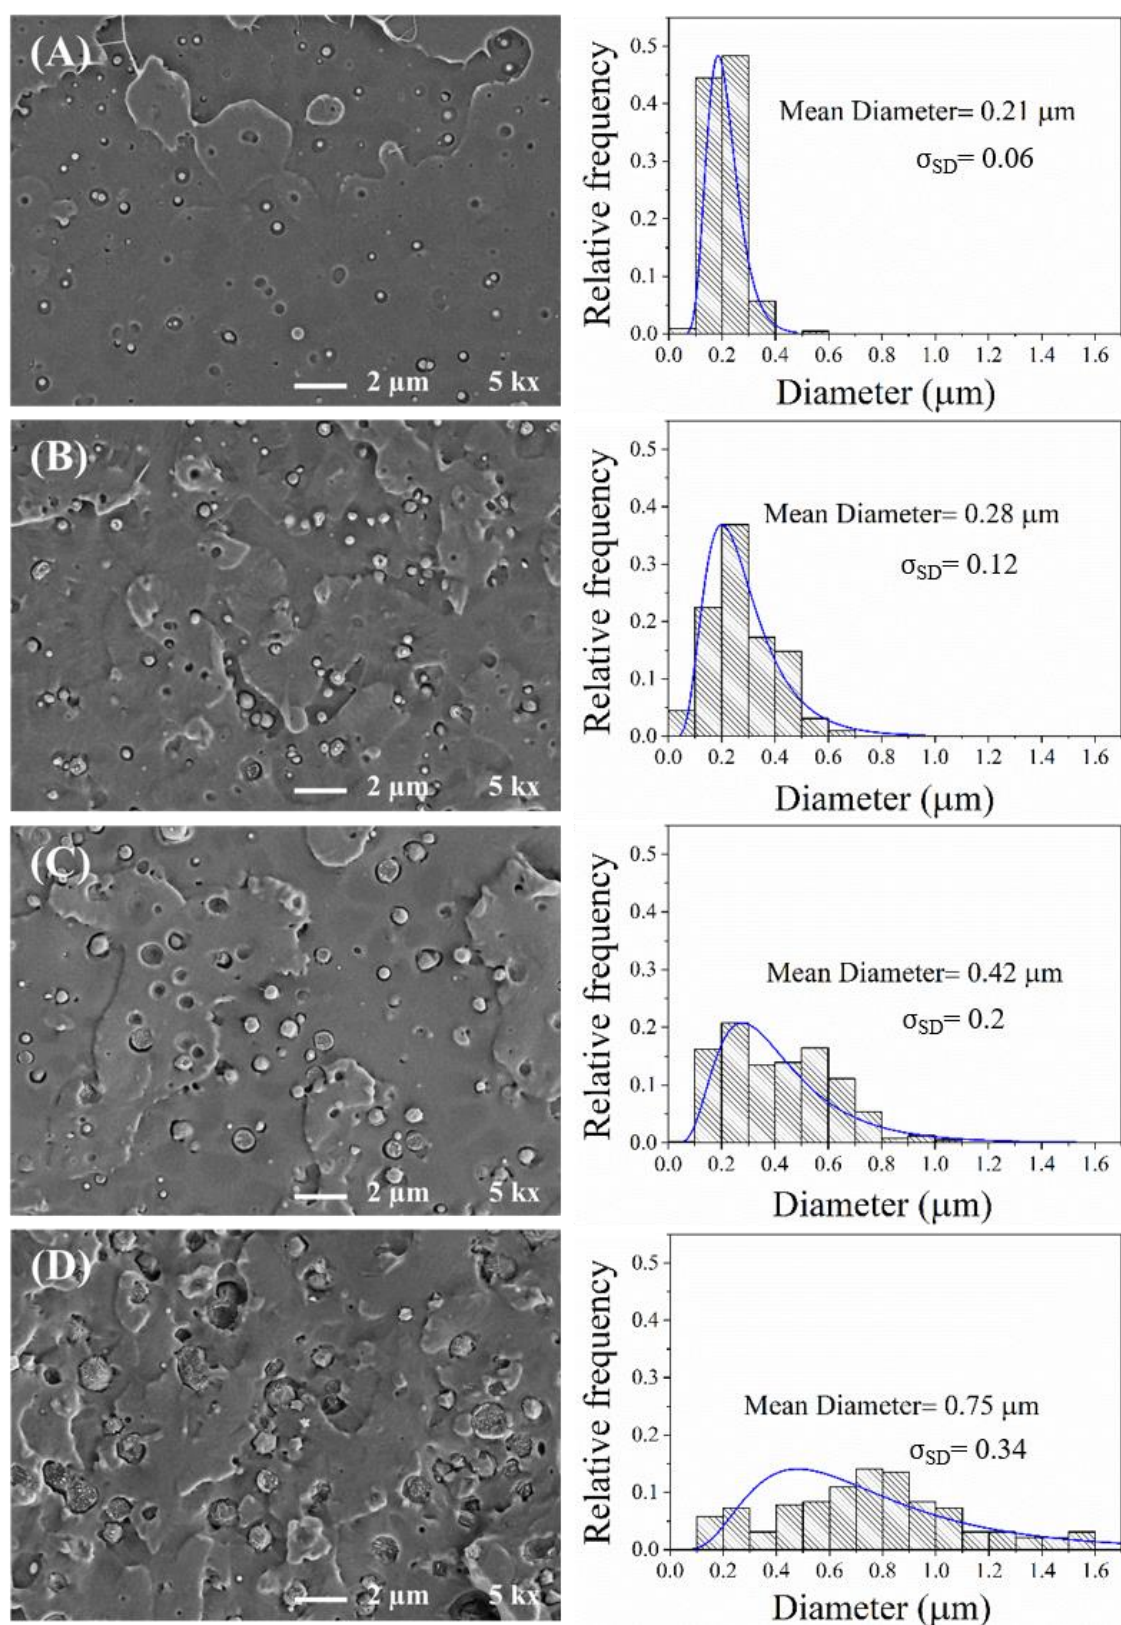 (A)
2 μm 5 kx
Relative frequency
0.5
0.4
0.3
0.2
0.1
0.0
Mean Diameter= 0.21 μm
σSD= 0.06
0.0 0.2 0.4 0.6 0.8 1.0 1.2 1.4 1.6
Diameter (μm)
(B)
2 μm 5 kx
Relative frequency
0.5
0.4
0.3
0.2
0.1
0.0
Mean Diameter= 0.28 μm
σSD= 0.12
0.0 0.2 0.4 0.6 0.8 1.0 1.2 1.4 1.6
Diameter (μm)
(C)
2 μm 5 kx
Relative frequency
0.5
0.4
0.3
0.2
0.1
0.0
Mean Diameter= 0.42 μm
σSD= 0.2
0.0 0.2 0.4 0.6 0.8 1.0 1.2 1.4 1.6
Diameter (μm)
(D)
2 μm 5 kx
Relative frequency
0.5
0.4
0.3
0.2
0.1
0.0
Mean Diameter= 0.75 μm
σSD= 0.34
0.0 0.2 0.4 0.6 0.8 1.0 1.2 1.4 1.6
Diameter (μm)